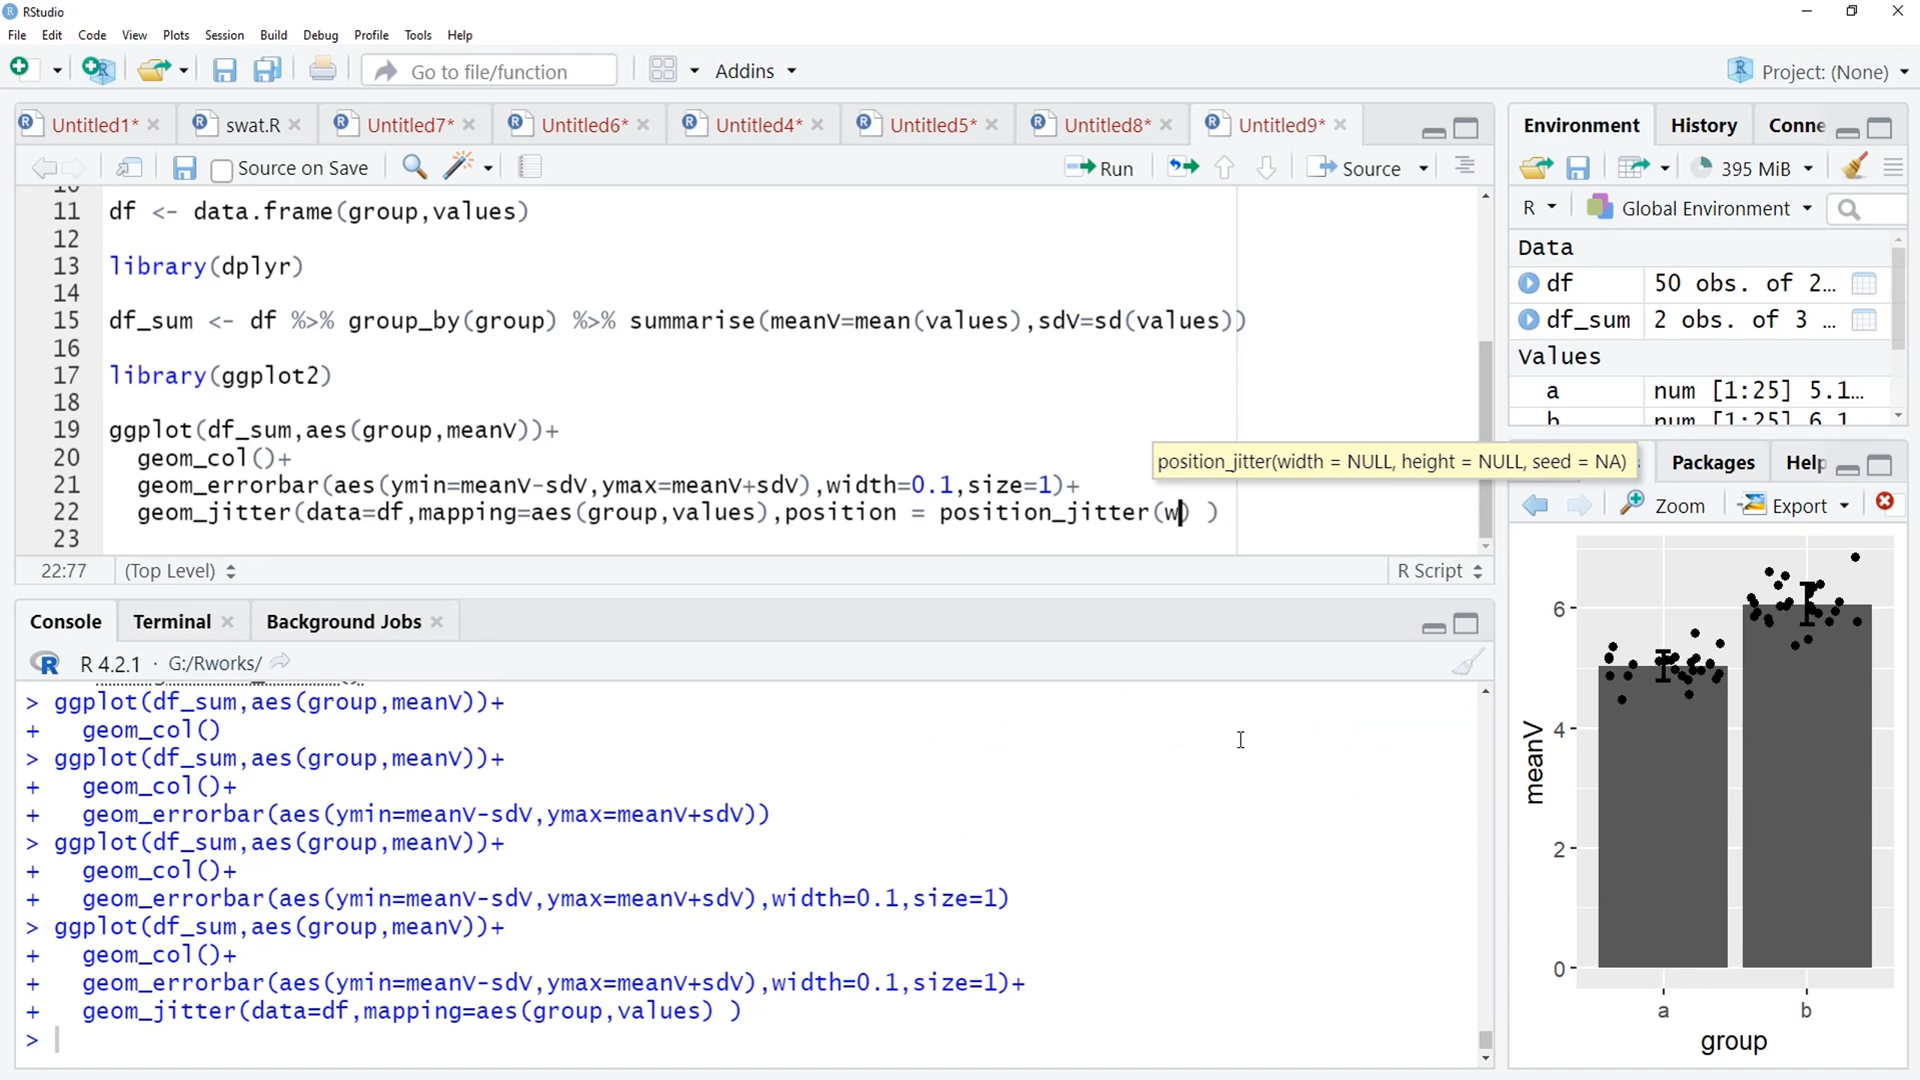 RStudio
File Edit Code View Plots Session Build Debug Profile Tools Help
Go to file/function Addins Project: (None)
Untitled1* swat.R Untitled7* Untitled6* Untitled4* Untitled5* Untitled8* Untitled9*
Source on Save Run Source
10
11 df <- data.frame(group,values)
12
13 library(dplyr)
14
15 df_sum <- df %>% group_by(group) %>% summarise(meanV=mean(values),sdV=sd(values))
16
17 library(ggplot2)
18
19 ggplot(df_sum,aes(group,meanV))+
20 geom_col()+
position_jitter(width = NULL, height = NULL, seed = NA)
21 geom_errorbar(aes(ymin=meanV-sdV,ymax=meanV+sdV),width=0.1,size=1)+
22 geom_jitter(data=df,mapping=aes(group,values),position = position_jitter(w) )
23
22:77 (Top Level) R Script
Console Terminal Background Jobs
R 4.2.1 · G:/Rworks/
> ggplot(df_sum,aes(group,meanV))+
+ geom_col()
> ggplot(df_sum,aes(group,meanV))+
+ geom_col()+
+ geom_errorbar(aes(ymin=meanV-sdV,ymax=meanV+sdV))
> ggplot(df_sum,aes(group,meanV))+
+ geom_col()+
+ geom_errorbar(aes(ymin=meanV-sdV,ymax=meanV+sdV),width=0.1,size=1)
> ggplot(df_sum,aes(group,meanV))+
+ geom_col()+
+ geom_errorbar(aes(ymin=meanV-sdV,ymax=meanV+sdV),width=0.1,size=1)+
+ geom_jitter(data=df,mapping=aes(group,values) )
>
Environment History Conne
395 MiB
R Global Environment
Data
df 50 obs. of 2...
df_sum 2 obs. of 3 ...
Values
a num [1:25] 5.1...
b num [1:25] 6.1
Packages Help
Zoom Export
meanV
6
4
2
0
a b
group